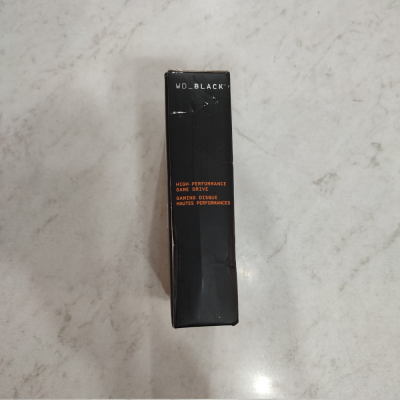 WD_BLACK
HIGH PERFORMANCE
GAME DRIVE
GAMING DISQUE
HAUTES PERFORMANCES